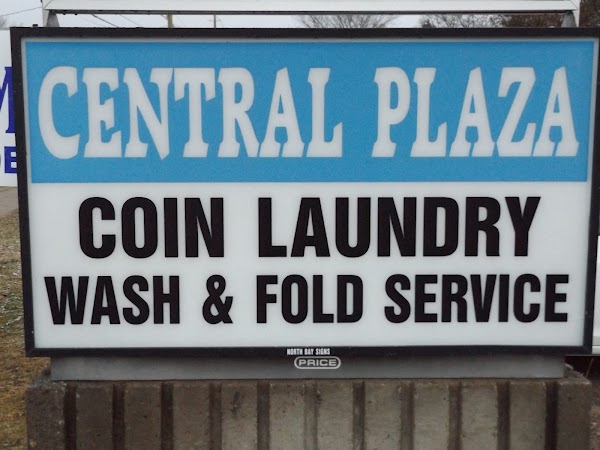 CENTRAL PLAZA
COIN LAUNDRY
WASH & FOLD SERVICE
NORTH BAY SIGNS
PRICE